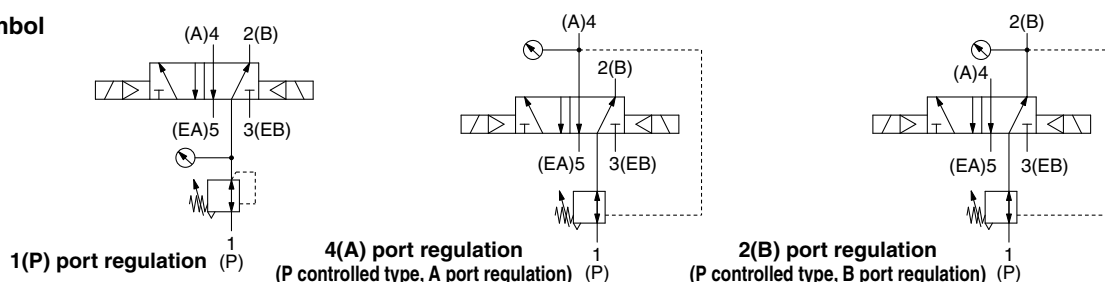 mbol
(A)4 2(B)
(EA)5 3(EB)
1
(P)
1(P) port regulation
(A)4
2(B)
(EA)5 3(EB)
1
(P)
4(A) port regulation
(P controlled type, A port regulation)
2(B)
(A)4
(EA)5 3(EB)
1
(P)
2(B) port regulation
(P controlled type, B port regulation)